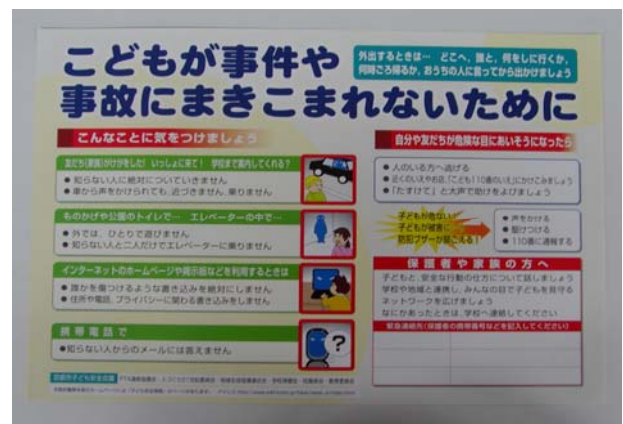 こどもが事件や
事故にまきこまれないために
外出するときは… どこへ，誰と，何をしに行くか，
何時ごろ帰るか，おうちの人に言ってから出かけましょう
こんなことに気をつけましょう
友だち(家族)がけがをした! いっしょに来て! 学校まで案内してくれる?
●知らない人に絶対についていきません
●車から声をかけられても、近づきません、乗りません
ものかげや公園のトイレで… エレベーターの中で…
●外では、ひとりで遊びません
●知らない人と二人だけでエレベーターに乗りません
インターネットのホームページや掲示板などを利用するときは
●誰かを傷つけるような書き込みを絶対にしません
●住所や電話、プライバシーに関わる書き込みをしません
携帯電話で
●知らない人からのメールには答えません
?
自分や友だちが危険な目にあいそうになったら
●人のいる方へ逃げる
●近くのいえやお店、「こども110番のいえ」にかけこみましょう
●「たすけて」と大声で助けをよびましょう
子どもが危ない!
子どもが被害に!
防犯ブザーが聞こえる!
●声をかける
●駆けつける
●110番に通報する
保護者や家族の方へ
子どもと、安全な行動の仕方について話しましょう
学校や地域と連携し、みんなの目で子どもを見守る
ネットワークを広げましょう
なにかあったときは、学校へ連絡してください
緊急連絡先(保護者の携帯番号などを記入してください)